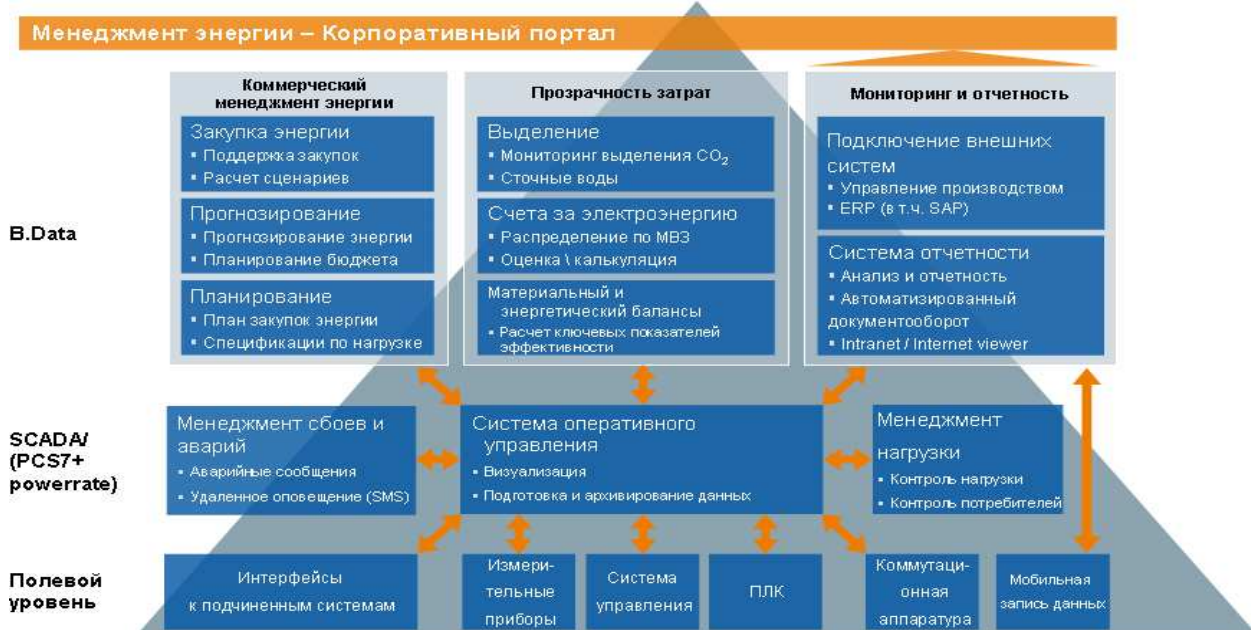 Менеджмент энергии – Корпоративный портал
B.Data
Коммерческий
менеджмент энергии
Закупка энергии
▪ Поддержка закупок
▪ Расчет сценариев
Прогнозирование
▪ Прогнозирование энергии
▪ Планирование бюджета
Планирование
▪ План закупок энергии
▪ Спецификации по нагрузке
Прозрачность затрат
Выделение
▪ Мониторинг выделения CO₂
▪ Сточные воды
Счета за электроэнергию
▪ Распределение по МВЗ
▪ Оценка \ калькуляция
Материальный и
энергетический балансы
▪ Расчет ключевых показателей
эффективности
Мониторинг и отчетность
Подключение внешних
систем
▪ Управление производством
▪ ERP (в т.ч. SAP)
Система отчетности
▪ Анализ и отчетность
▪ Автоматизированный
документооборот
▪ Intranet / Internet viewer
SCADA/
(PCS7+
powerrate)
Менеджмент сбоев и
аварий
▪ Аварийные сообщения
▪ Удаленное оповещение (SMS)
Система оперативного
управления
▪ Визуализация
▪ Подготовка и архивирование данных
Менеджмент
нагрузки
▪ Контроль нагрузки
▪ Контроль потребителей
Полевой
уровень
Интерфейсы
к подчиненным системам
Измери-
тельные
приборы
Система
управления
ПЛК
Коммутаци-
онная
аппаратура
Мобильная
запись данных